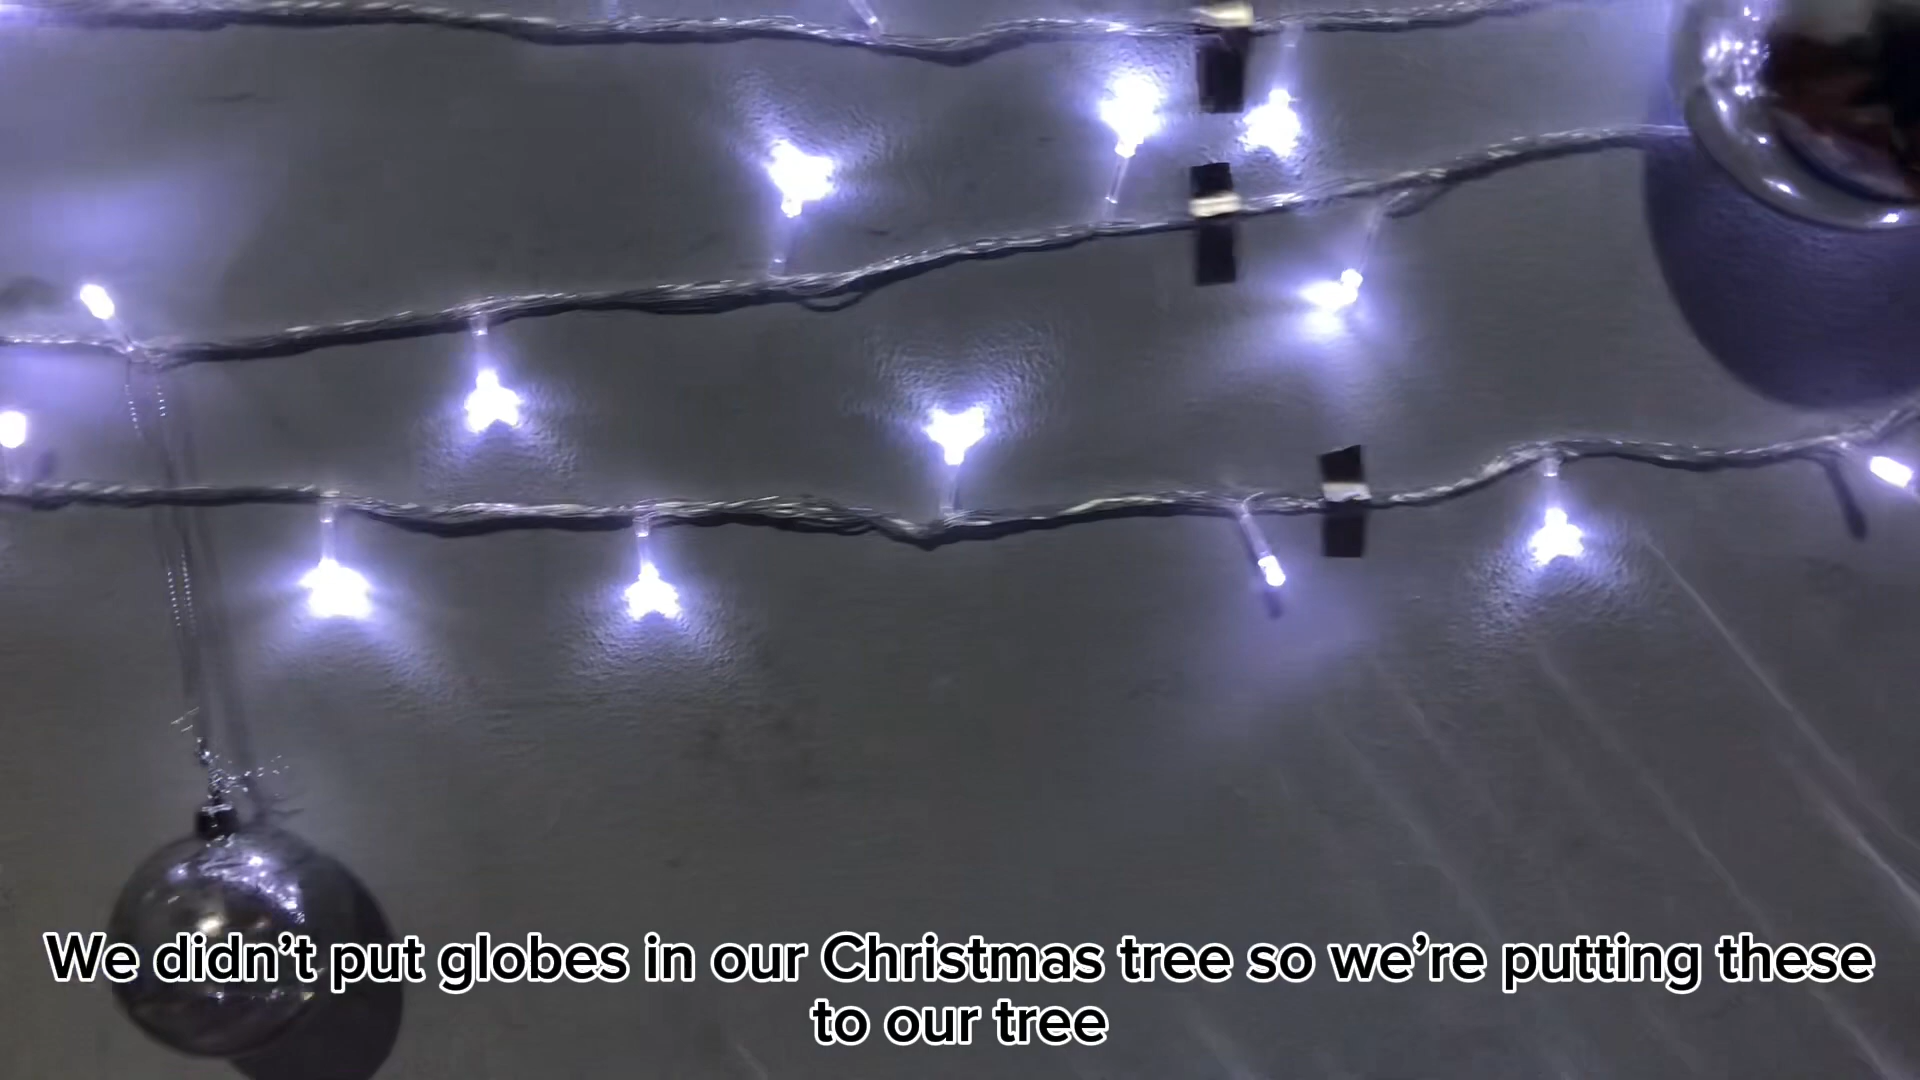 We didn’t put globes in our Christmas tree so we’re putting these
to our tree